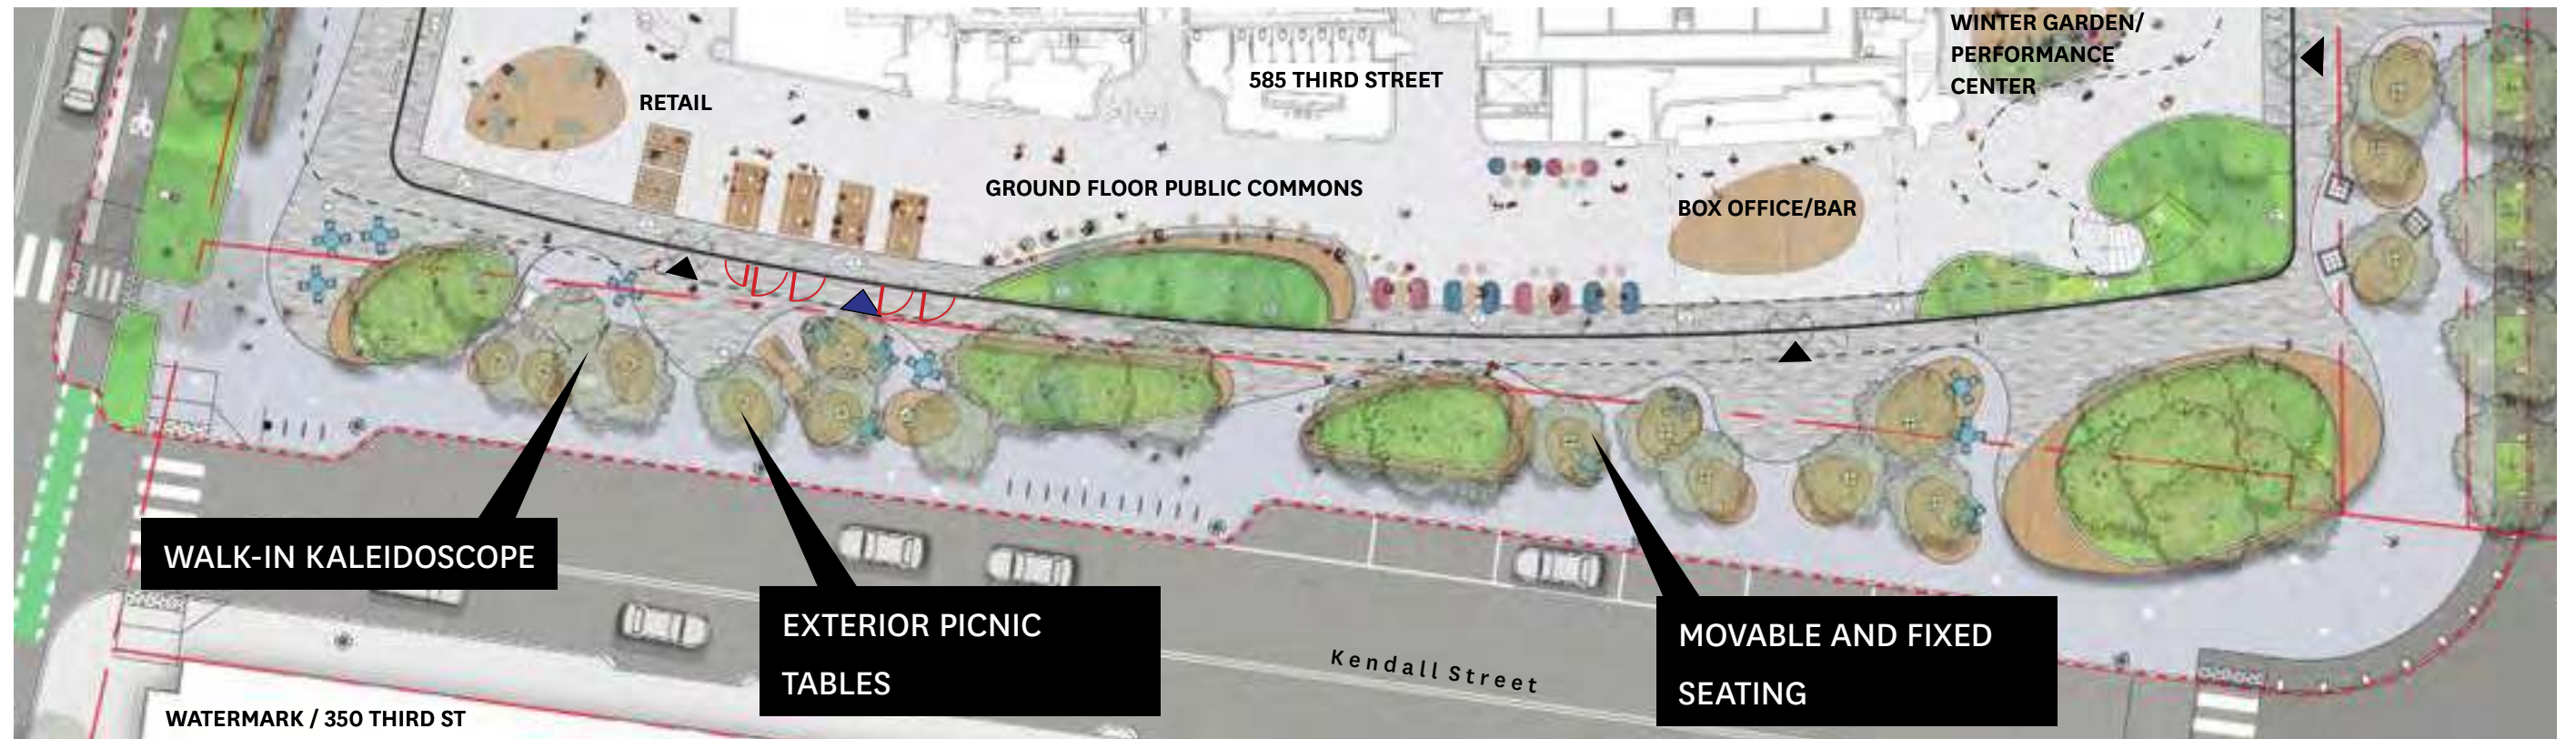 WINTER GARDEN/
PERFORMANCE
CENTER
585 THIRD STREET
RETAIL
GROUND FLOOR PUBLIC COMMONS
BOX OFFICE/BAR
WALK-IN KALEIDOSCOPE
EXTERIOR PICNIC
TABLES
MOVABLE AND FIXED
SEATING
Kendall Street
WATERMARK / 350 THIRD ST